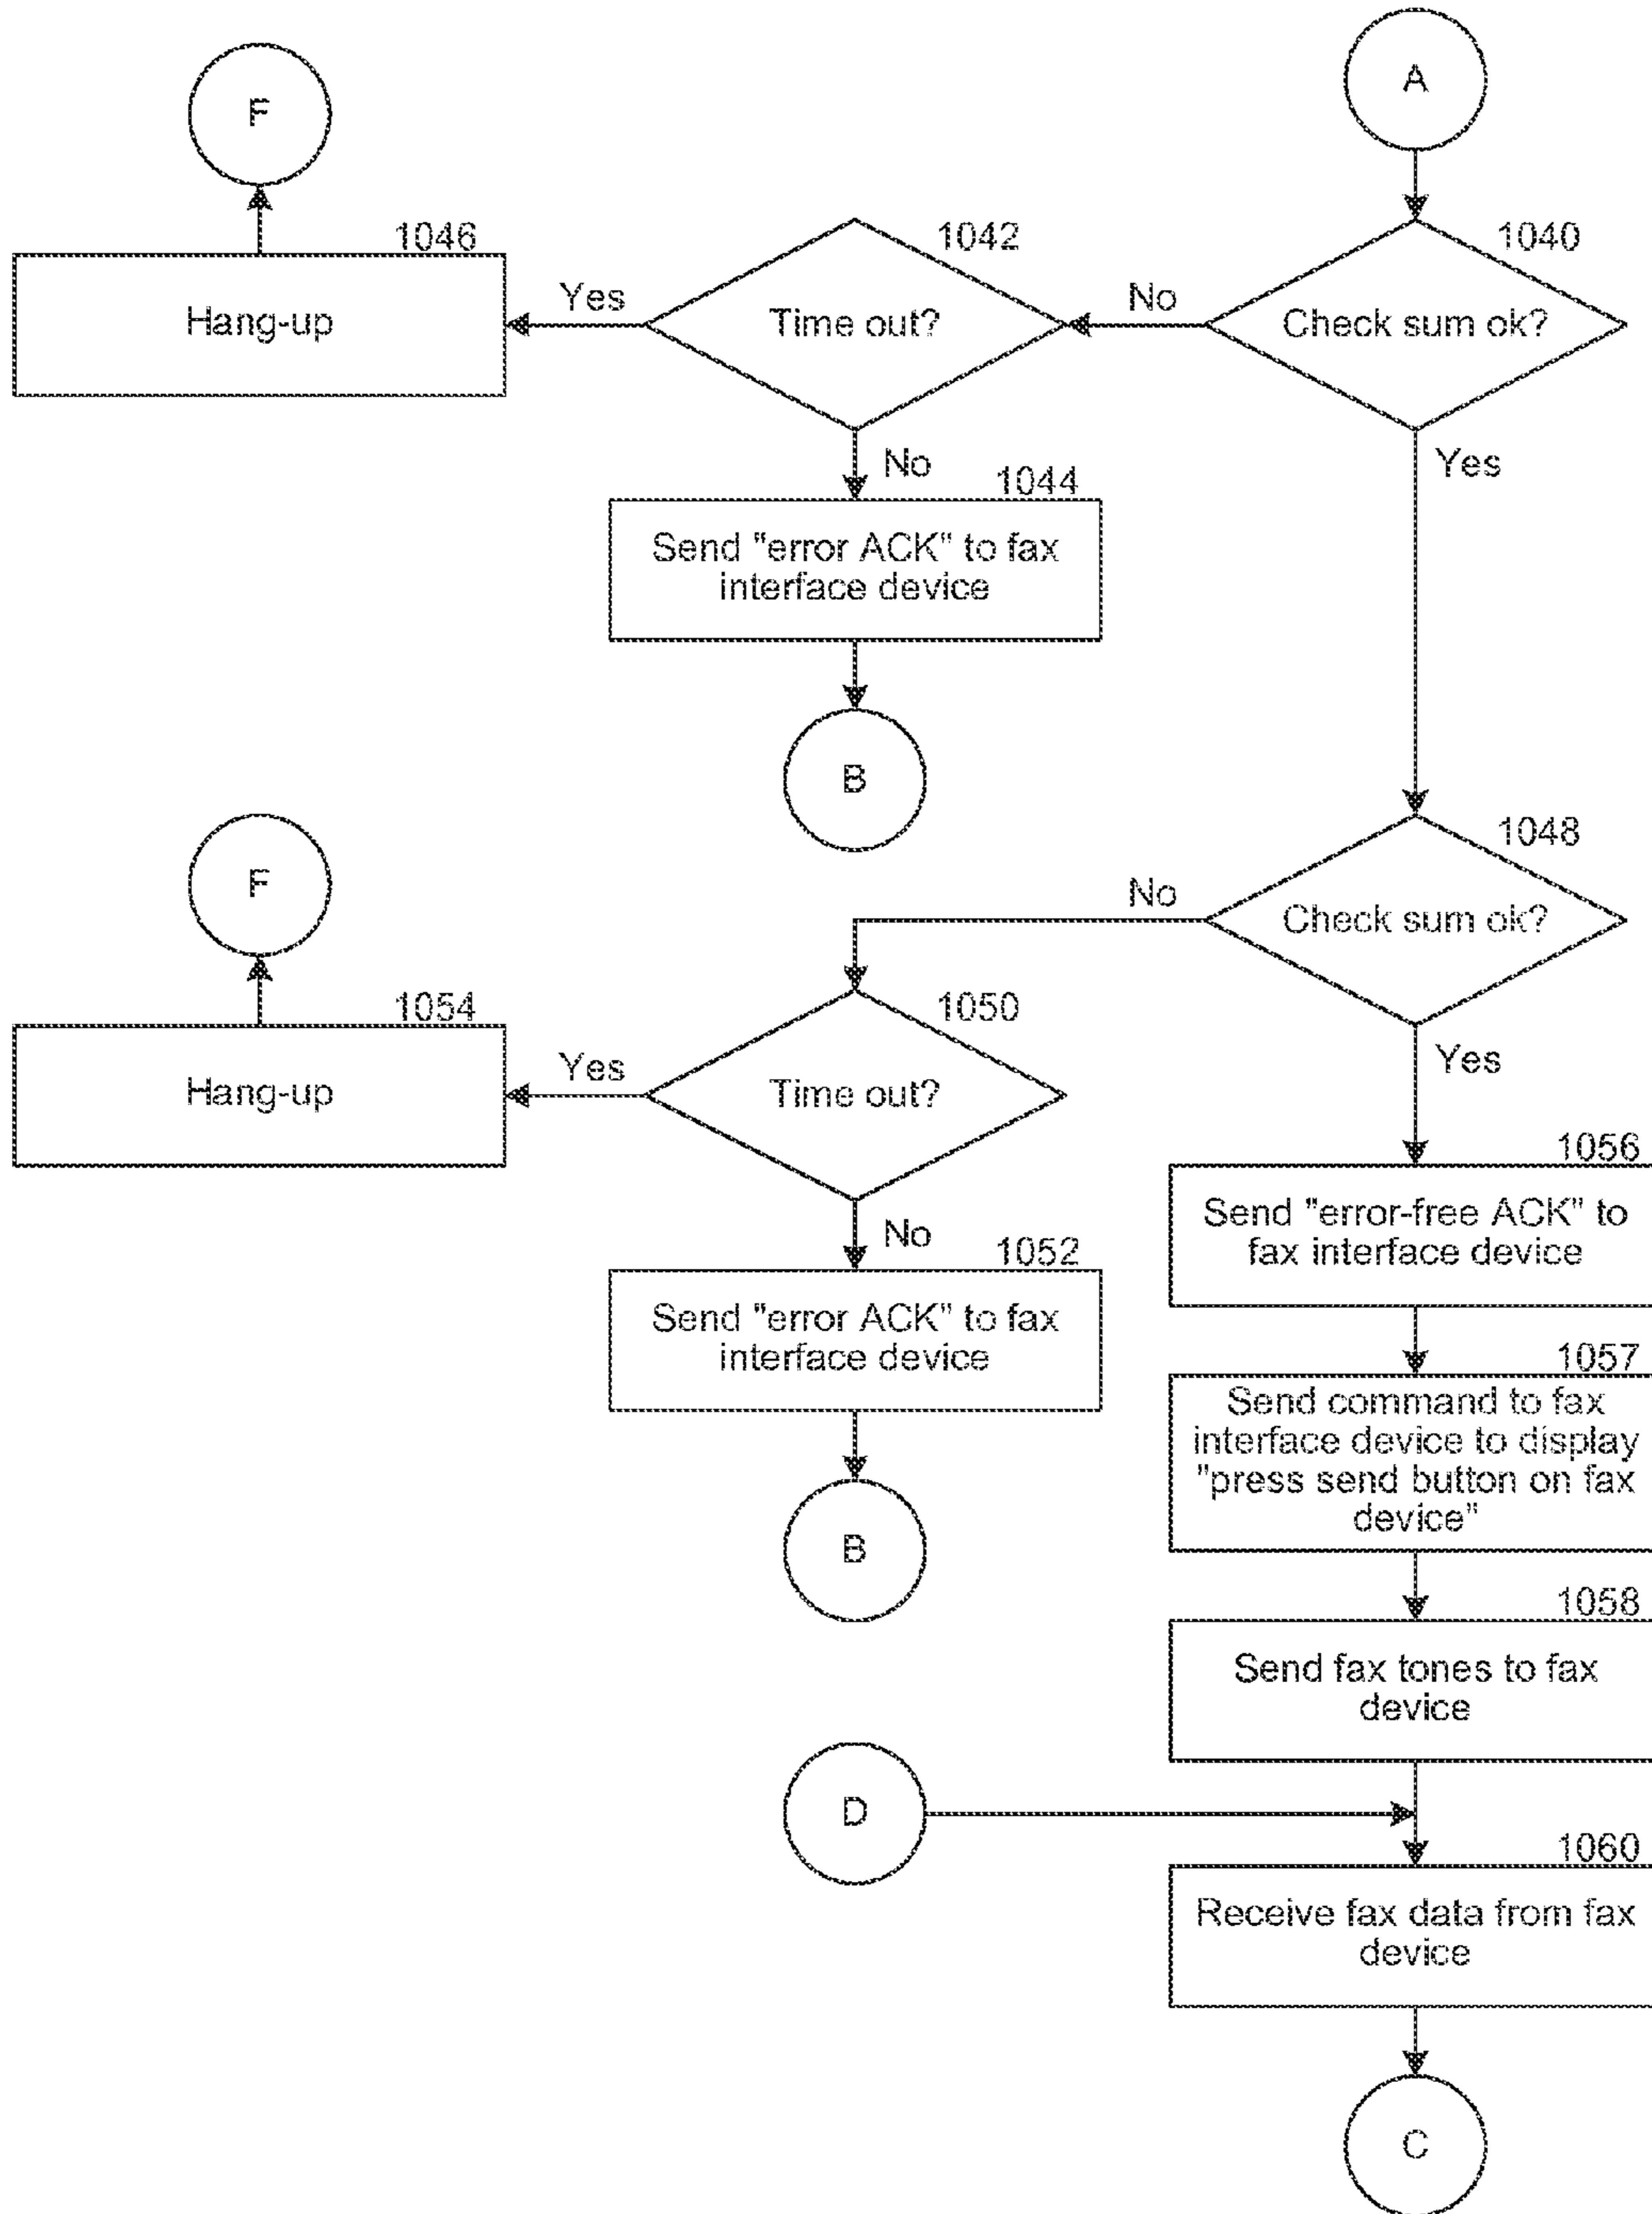 A
F
1046
1042
1040
Hang-up
Yes
Time out?
No
Check sum ok?
No
1044
Yes
Send "error ACK" to fax
interface device
B
1048
F
No
Check sum ok?
1054
1050
Hang-up
Yes
Time out?
Yes
1056
No
1052
Send "error-free ACK" to
fax interface device
Send "error ACK" to fax
interface device
1057
Send command to fax
interface device to display
"press send button on fax
device"
B
1058
Send fax tones to fax
device
D
1060
Receive fax data from fax
device
C